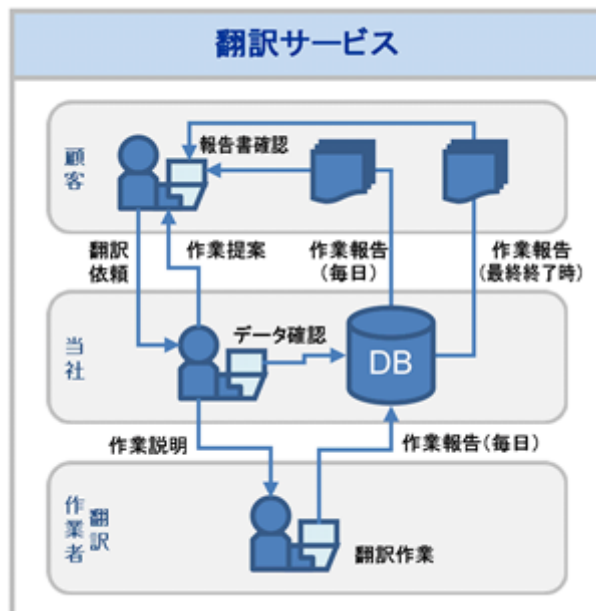 翻訳サービス
顧客
報告書確認
翻訳
依頼
作業提案
作業報告
(毎日)
作業報告
(最終終了時)
当社
データ確認
DB
作業説明
作業報告(毎日)
翻訳
作業者
翻訳作業